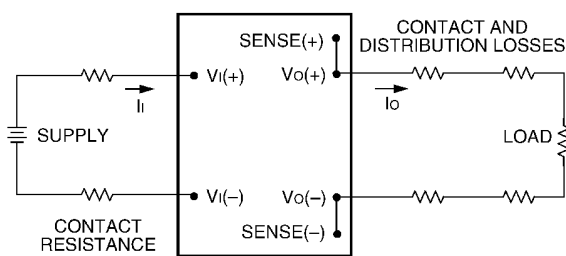 CONTACT AND
DISTRIBUTION LOSSES
SENSE(+)
VI(+)
VO(+)
II
IO
SUPPLY
LOAD
VI(–)
VO(–)
CONTACT
RESISTANCE
SENSE(–)